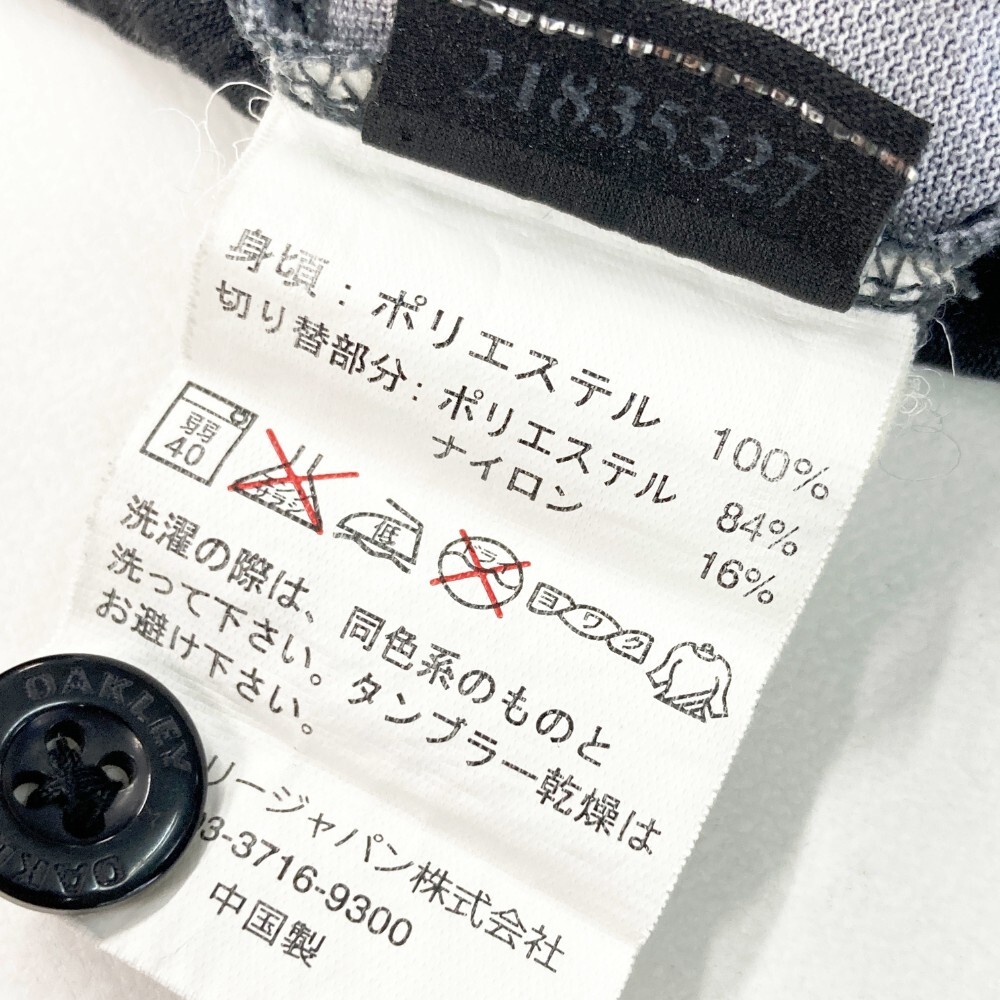 21835327
身頃：ポリエステル 100%
切り替部分：ポリエステル 84%
ナイロン 16%
弱
40
低
ヨワク
洗濯の際は、同色系のものと
洗って下さい。タンブラー乾燥は
お避け下さい。
リージャパン株式会社
3-3716-9300
中国製
OAKLEY